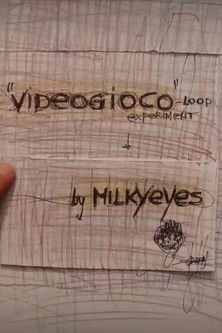 "VIDEOGIOCO"-LOOP
EXPERIMENT
by MILKYeyes